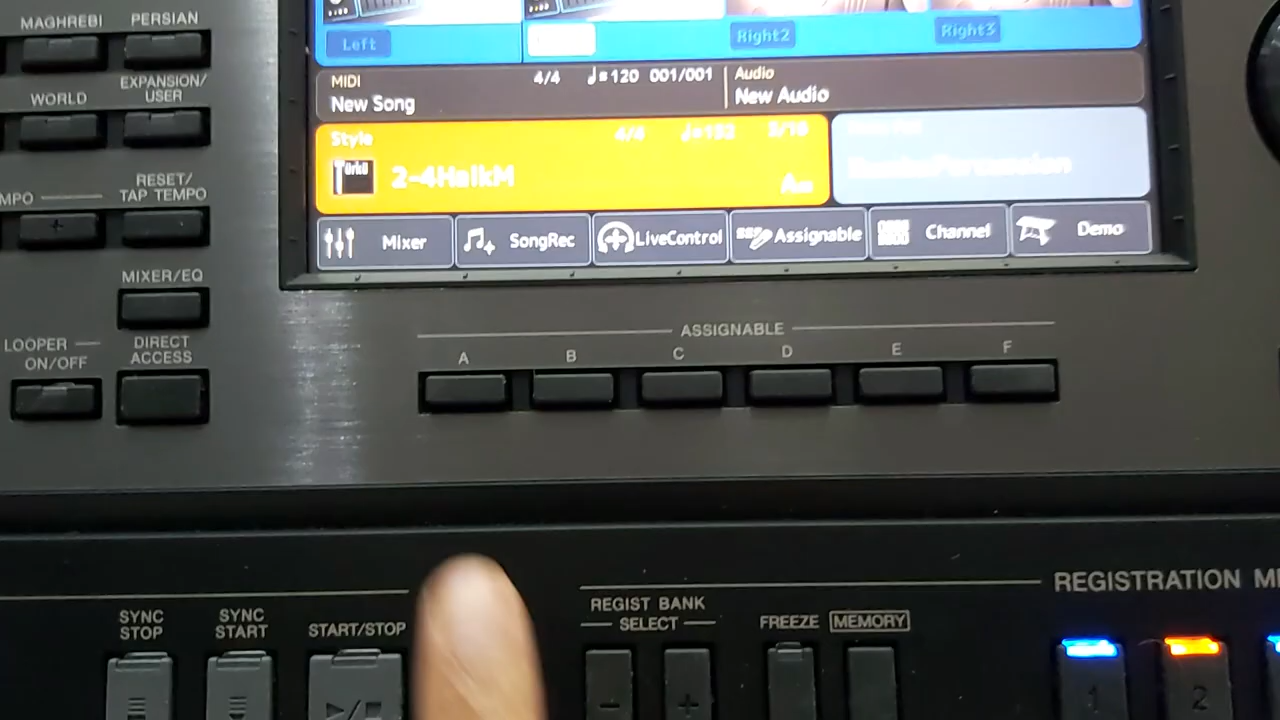 MAGHREBI
PERSIAN
WORLD
EXPANSION/
USER
RESET/
TAP TEMPO
+
MIXER/EQ
LOOPER
ON/OFF
DIRECT
ACCESS
Left
Right2
Right3
MIDI
4/4 ♩=120 001/001
New Song
Audio
New Audio
Style
4/4
Türkü
2-4HalkM
Am
Mixer
SongRec
LiveControl
Assignable
Channel
Demo
ASSIGNABLE
A B C D E F
SYNC
STOP
SYNC
START
START/STOP
REGIST BANK
SELECT
- +
FREEZE
MEMORY
REGISTRATION
1 2